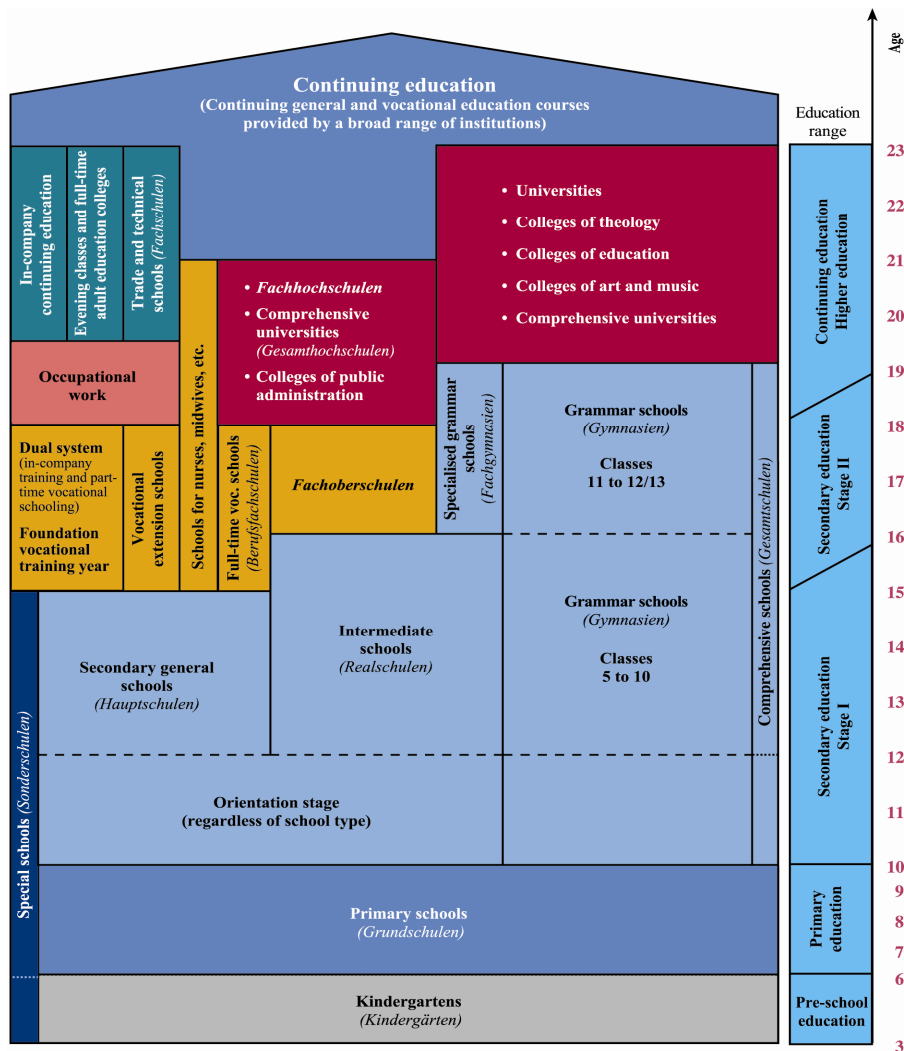 Continuing education
(Continuing general and vocational education courses
provided by a broad range of institutions)
In-company
continuing education
Evening classes and full-time
adult education colleges
Trade and technical
schools (Fachschulen)
• Universities
• Colleges of theology
• Colleges of education
• Colleges of art and music
• Comprehensive universities
• Fachhochschulen
• Comprehensive
universities
(Gesamthochschulen)
• Colleges of public
administration
Occupational
work
Dual system
(in-company
training and part-
time vocational
schooling)
Foundation
vocational
training year
Vocational
extension schools
Schools for nurses, midwives, etc.
Full-time voc. schools
(Berufsfachschulen)
Fachoberschulen
Specialised grammar
schools
(Fachgymnasien)
Grammar schools
(Gymnasien)
Classes
11 to 12/13
Comprehensive schools (Gesamtschulen)
Secondary general
schools
(Hauptschulen)
Intermediate
schools
(Realschulen)
Grammar schools
(Gymnasien)
Classes
5 to 10
Orientation stage
(regardless of school type)
Special schools (Sonderschulen)
Primary schools
(Grundschulen)
Kindergartens
(Kindergärten)
Education
range
Continuing education
Higher education
Secondary education
Stage II
Secondary education
Stage I
Primary
education
Pre-school
education
Age
23
22
21
20
19
18
17
16
15
14
13
12
11
10
9
8
7
6
3